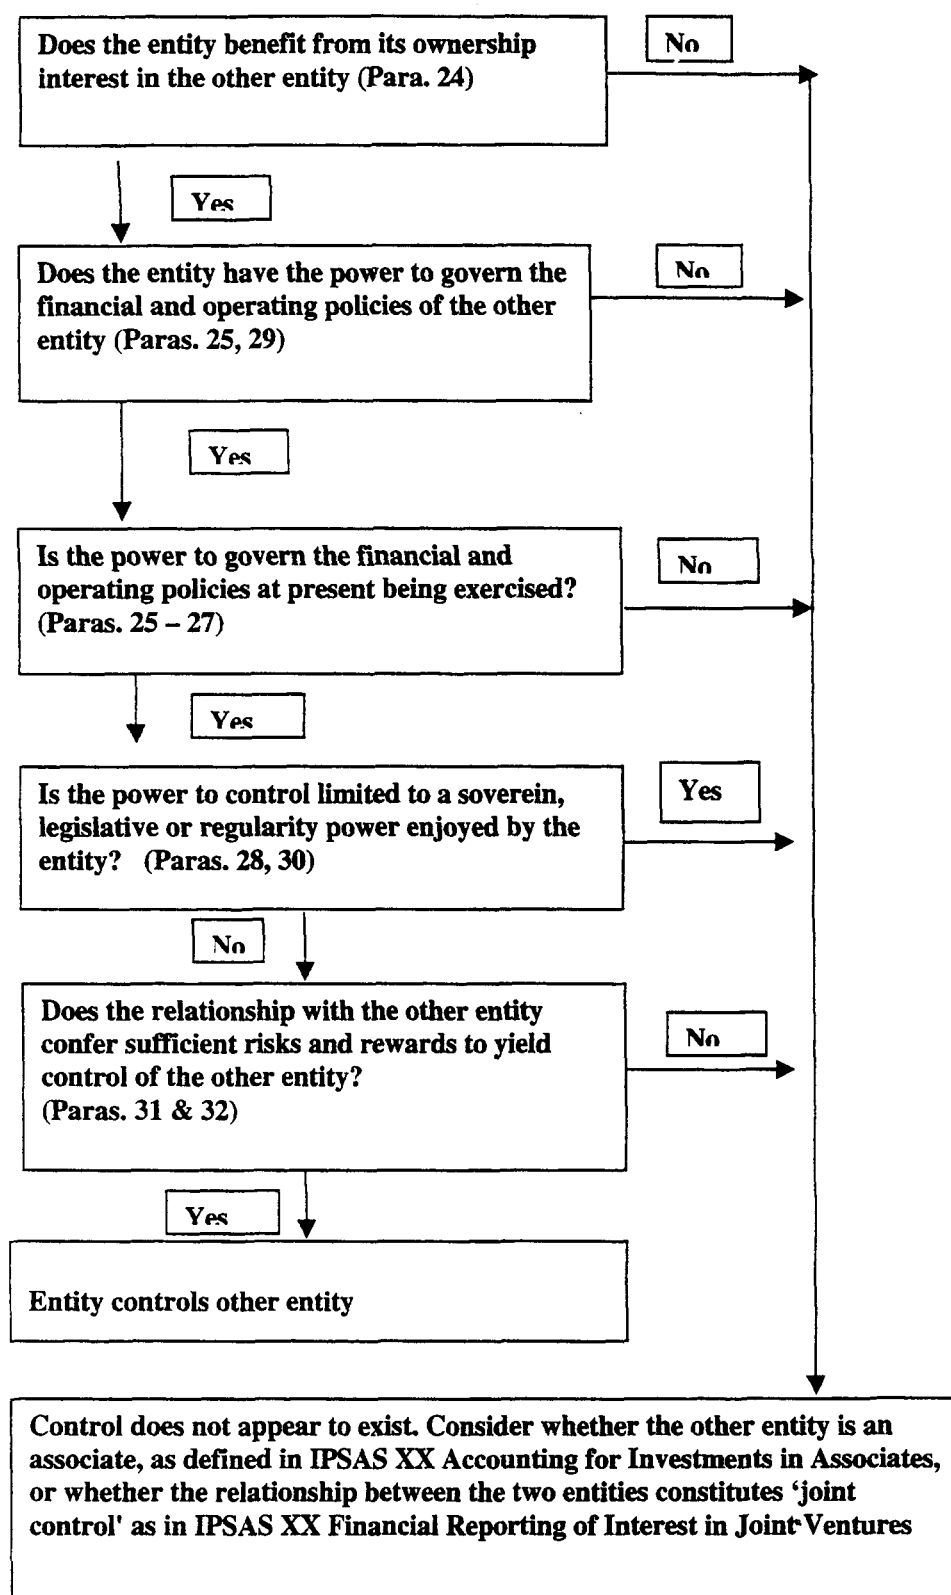 Does the entity benefit from its ownership
interest in the other entity (Para. 24)
No
Yes
Does the entity have the power to govern the
financial and operating policies of the other
entity (Paras. 25, 29)
No
Yes
Is the power to govern the financial and
operating policies at present being exercised?
(Paras. 25 – 27)
No
Yes
Is the power to control limited to a soverein,
legislative or regularity power enjoyed by the
entity? (Paras. 28, 30)
Yes
No
Does the relationship with the other entity
confer sufficient risks and rewards to yield
control of the other entity?
(Paras. 31 & 32)
No
Yes
Entity controls other entity
Control does not appear to exist. Consider whether the other entity is an
associate, as defined in IPSAS XX Accounting for Investments in Associates,
or whether the relationship between the two entities constitutes ‘joint
control' as in IPSAS XX Financial Reporting of Interest in Joint Ventures